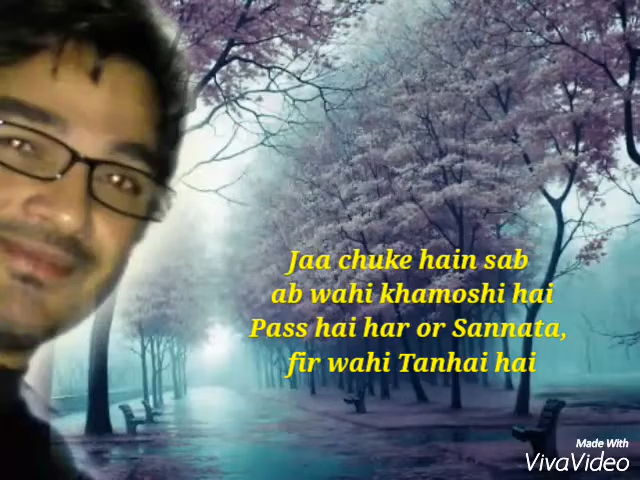 Jaa chuke hain sab
ab wahi khamoshi hai
Pass hai har or Sannata,
fir wahi Tanhai hai
Made With
VivaVideo